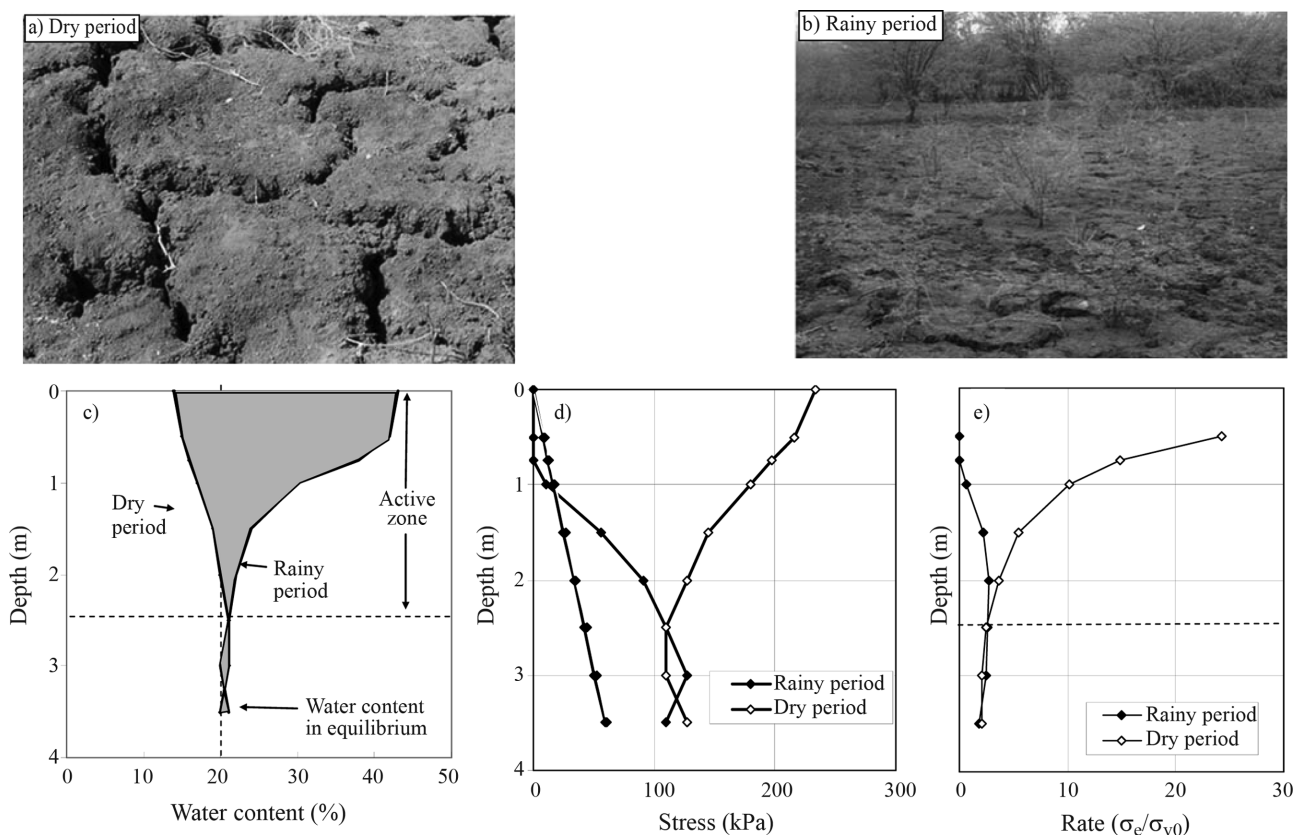 a) Dry period
b) Rainy period
c)
Depth (m)
0
1
2
3
4
Dry
period
Rainy
period
Active
zone
Water content
in equilibrium
0
10
20
30
40
50
Water content (%)
d)
Depth (m)
0
1
2
3
4
Rainy period
Dry period
0
100
200
300
Stress (kPa)
e)
Depth (m)
Rainy period
Dry period
0
10
20
30
Rate (σe/σv0)